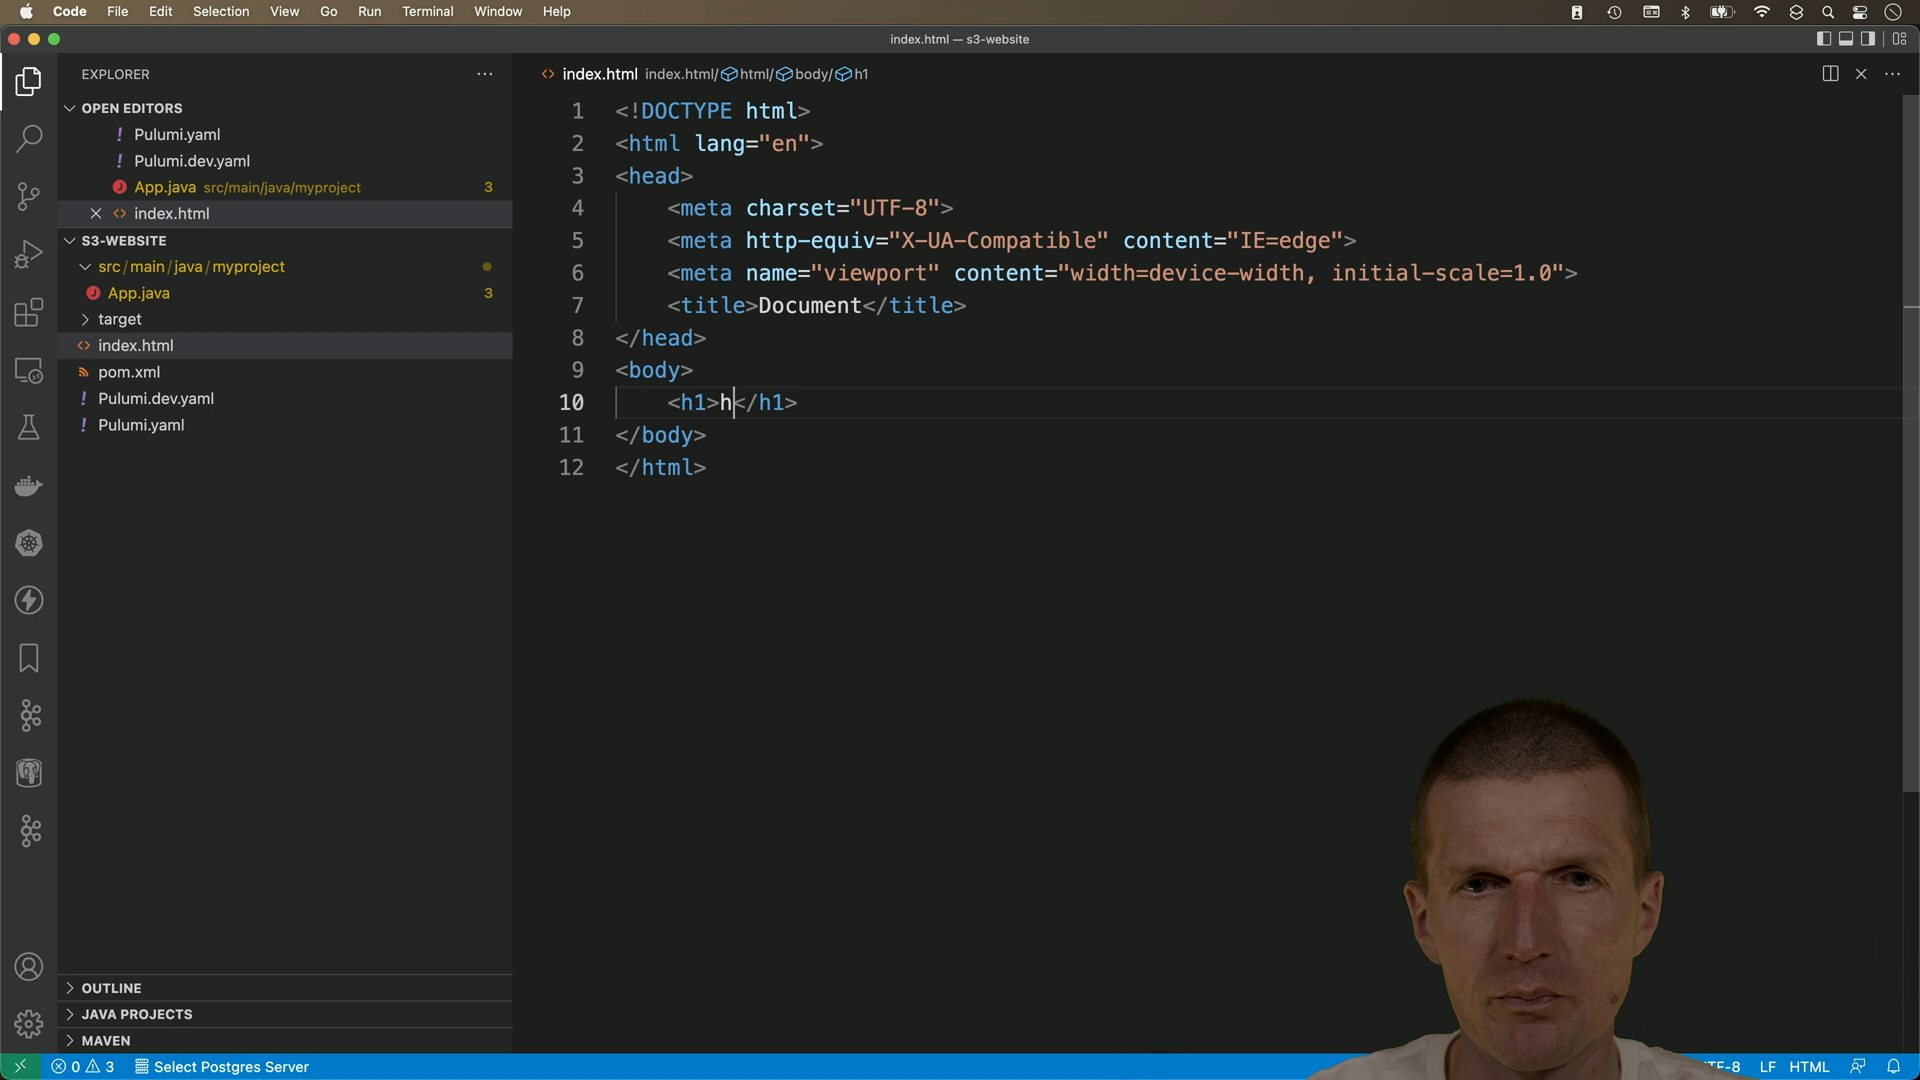 Code File Edit Selection View Go Run Terminal Window Help
index.html — s3-website
EXPLORER
index.html index.html/html/body/h1
OPEN EDITORS
! Pulumi.yaml
! Pulumi.dev.yaml
App.java src/main/java/myproject 3
index.html
S3-WEBSITE
src/main/java/myproject
App.java 3
target
index.html
pom.xml
! Pulumi.dev.yaml
! Pulumi.yaml
1 <!DOCTYPE html>
2 <html lang="en">
3 <head>
4 <meta charset="UTF-8">
5 <meta http-equiv="X-UA-Compatible" content="IE=edge">
6 <meta name="viewport" content="width=device-width, initial-scale=1.0">
7 <title>Document</title>
8 </head>
9 <body>
10 <h1>h</h1>
11 </body>
12 </html>
OUTLINE
JAVA PROJECTS
MAVEN
0 3 Select Postgres Server
TF-8 LF HTML